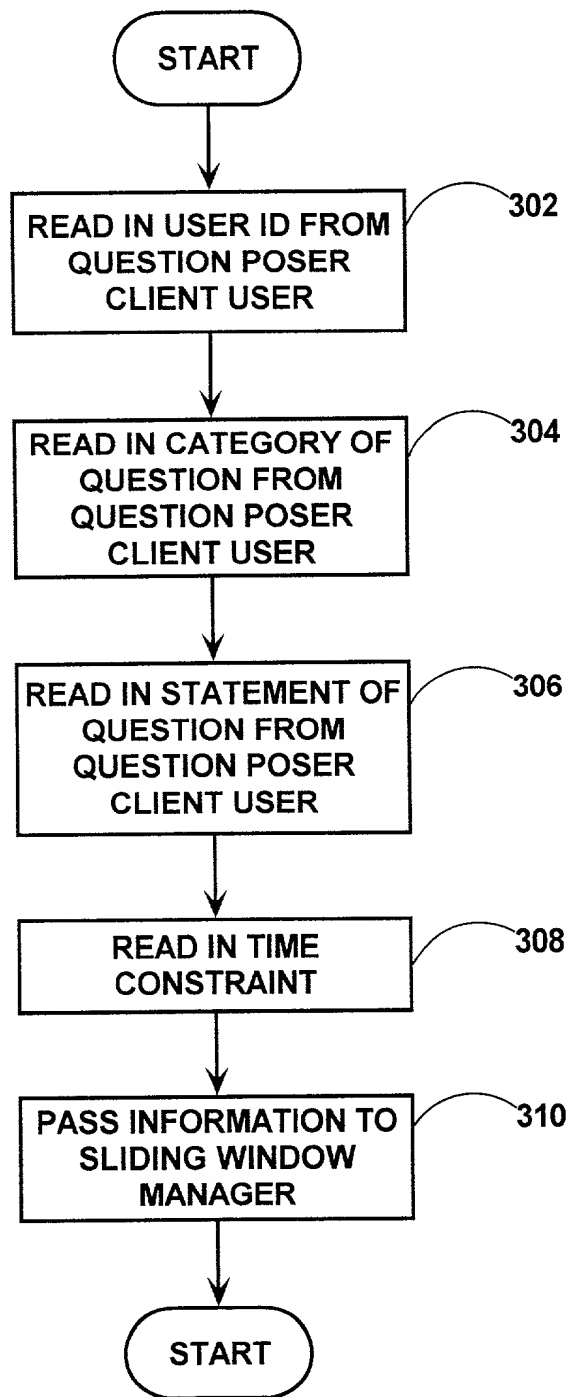 START
302
READ IN USER ID FROM
QUESTION POSER
CLIENT USER
304
READ IN CATEGORY OF
QUESTION FROM
QUESTION POSER
CLIENT USER
306
READ IN STATEMENT OF
QUESTION FROM
QUESTION POSER
CLIENT USER
308
READ IN TIME
CONSTRAINT
310
PASS INFORMATION TO
SLIDING WINDOW
MANAGER
START